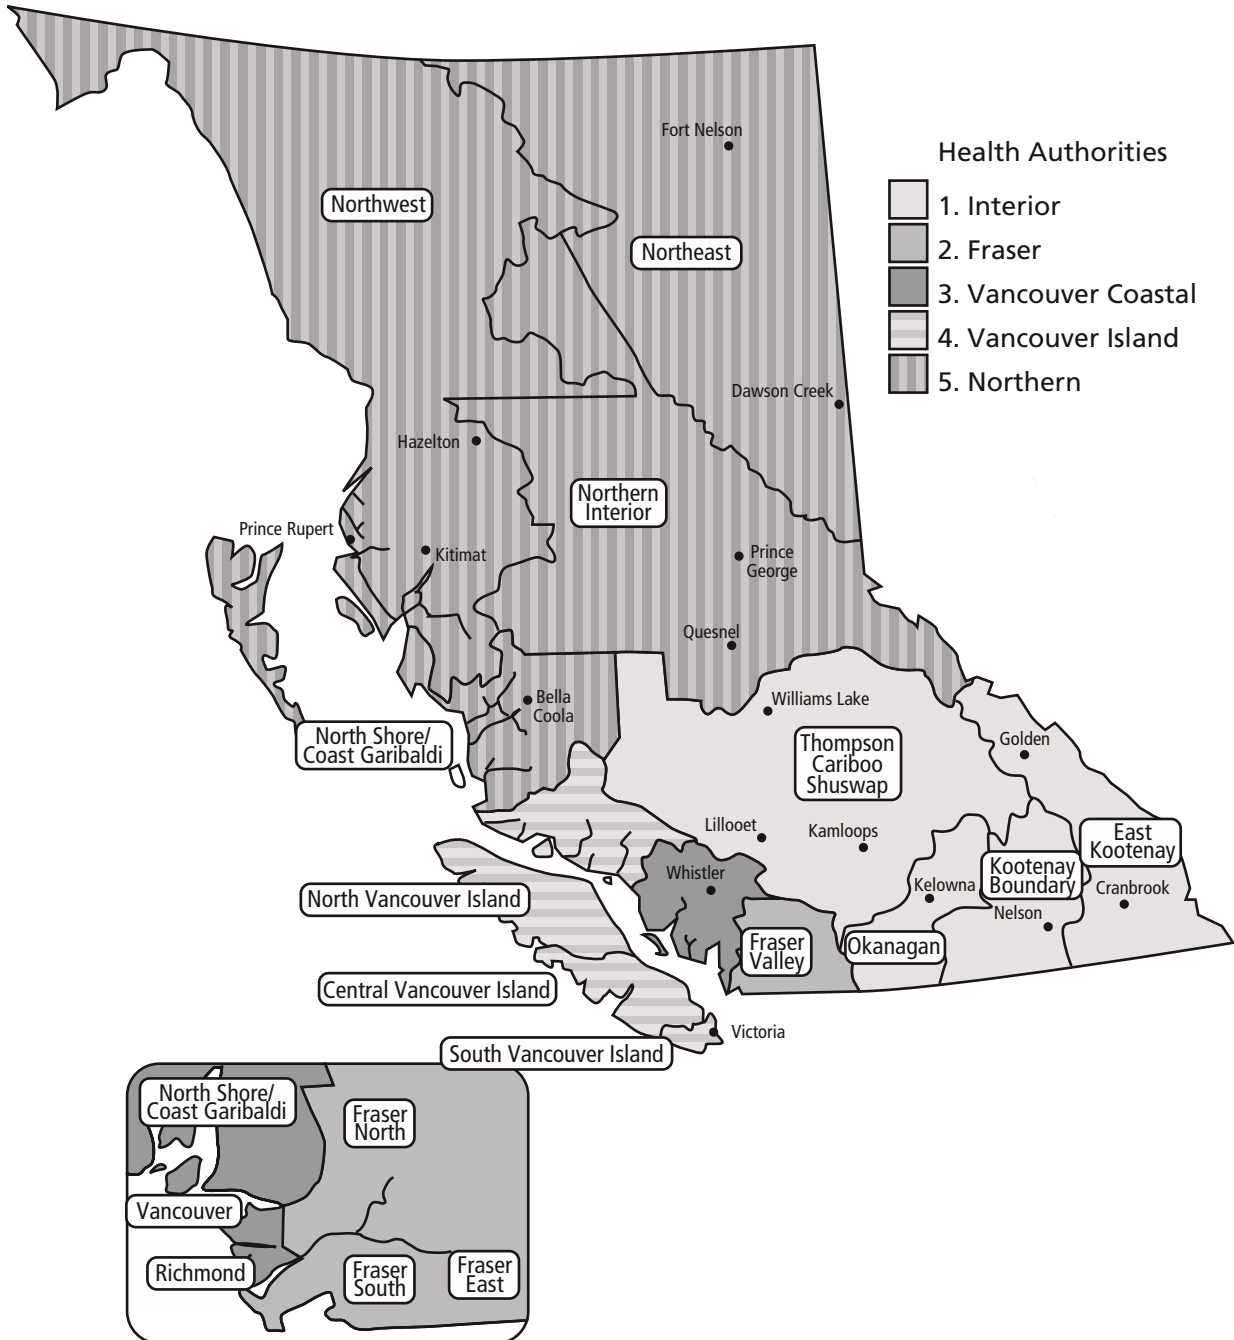 Fort Nelson
Health Authorities
1. Interior
2. Fraser
3. Vancouver Coastal
4. Vancouver Island
5. Northern
Northwest
Northeast
Dawson Creek
Hazelton
Northern
Interior
Prince Rupert
Kitimat
Prince
George
Quesnel
Bella
Coola
Williams Lake
North Shore/
Coast Garibaldi
Thompson
Cariboo
Shuswap
Golden
Lillooet
Kamloops
East
Kootenay
Whistler
Kootenay
Boundary
Kelowna
Cranbrook
North Vancouver Island
Nelson
Fraser
Valley
Okanagan
Central Vancouver Island
Victoria
South Vancouver Island
North Shore/
Coast Garibaldi
Fraser
North
Vancouver
Richmond
Fraser
South
Fraser
East